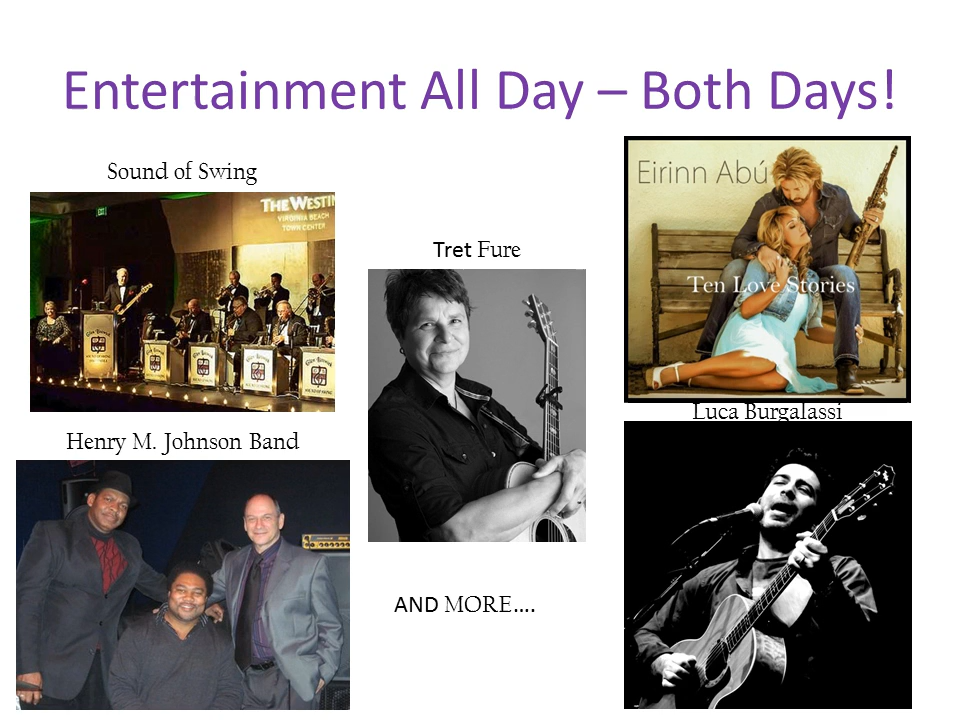 Entertainment All Day – Both Days!
Sound of Swing
THE WESTIN
VIRGINIA BEACH
TOWN CENTER
EXIT
Tret Fure
Eirinn Abú
Ten Love Stories
Luca Burgalassi
Henry M. Johnson Band
AND MORE....